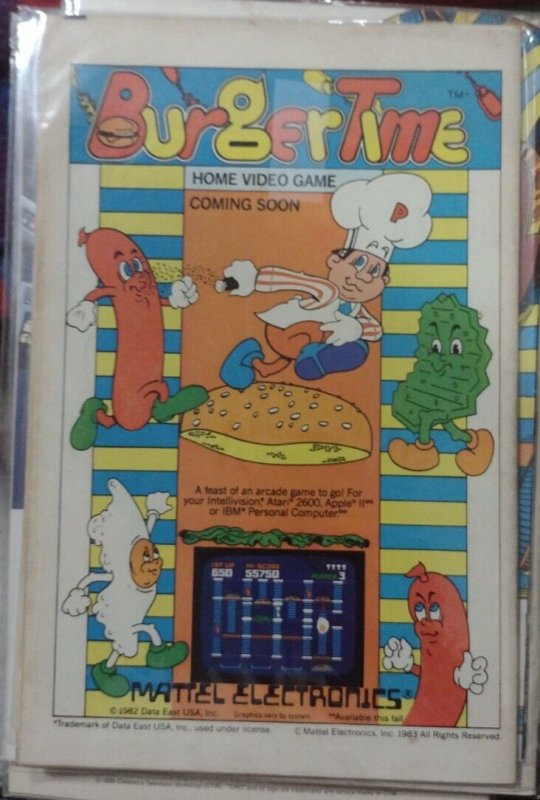 BurgerTime TM*
HOME VIDEO GAME
COMING SOON
P
A feast of an arcade game to go! For
your Intellivision,® Atari® 2600, Apple® II**
or IBM® Personal Computer**
1ST UP HI-SCORE
650 55750 3
MATTEL ELECTRONICS®
© 1982 Data East USA, Inc. Graphics vary by system. **Available this fall
*Trademark of Data East USA, Inc., used under license. © Mattel Electronics, Inc. 1983 All Rights Reserved.